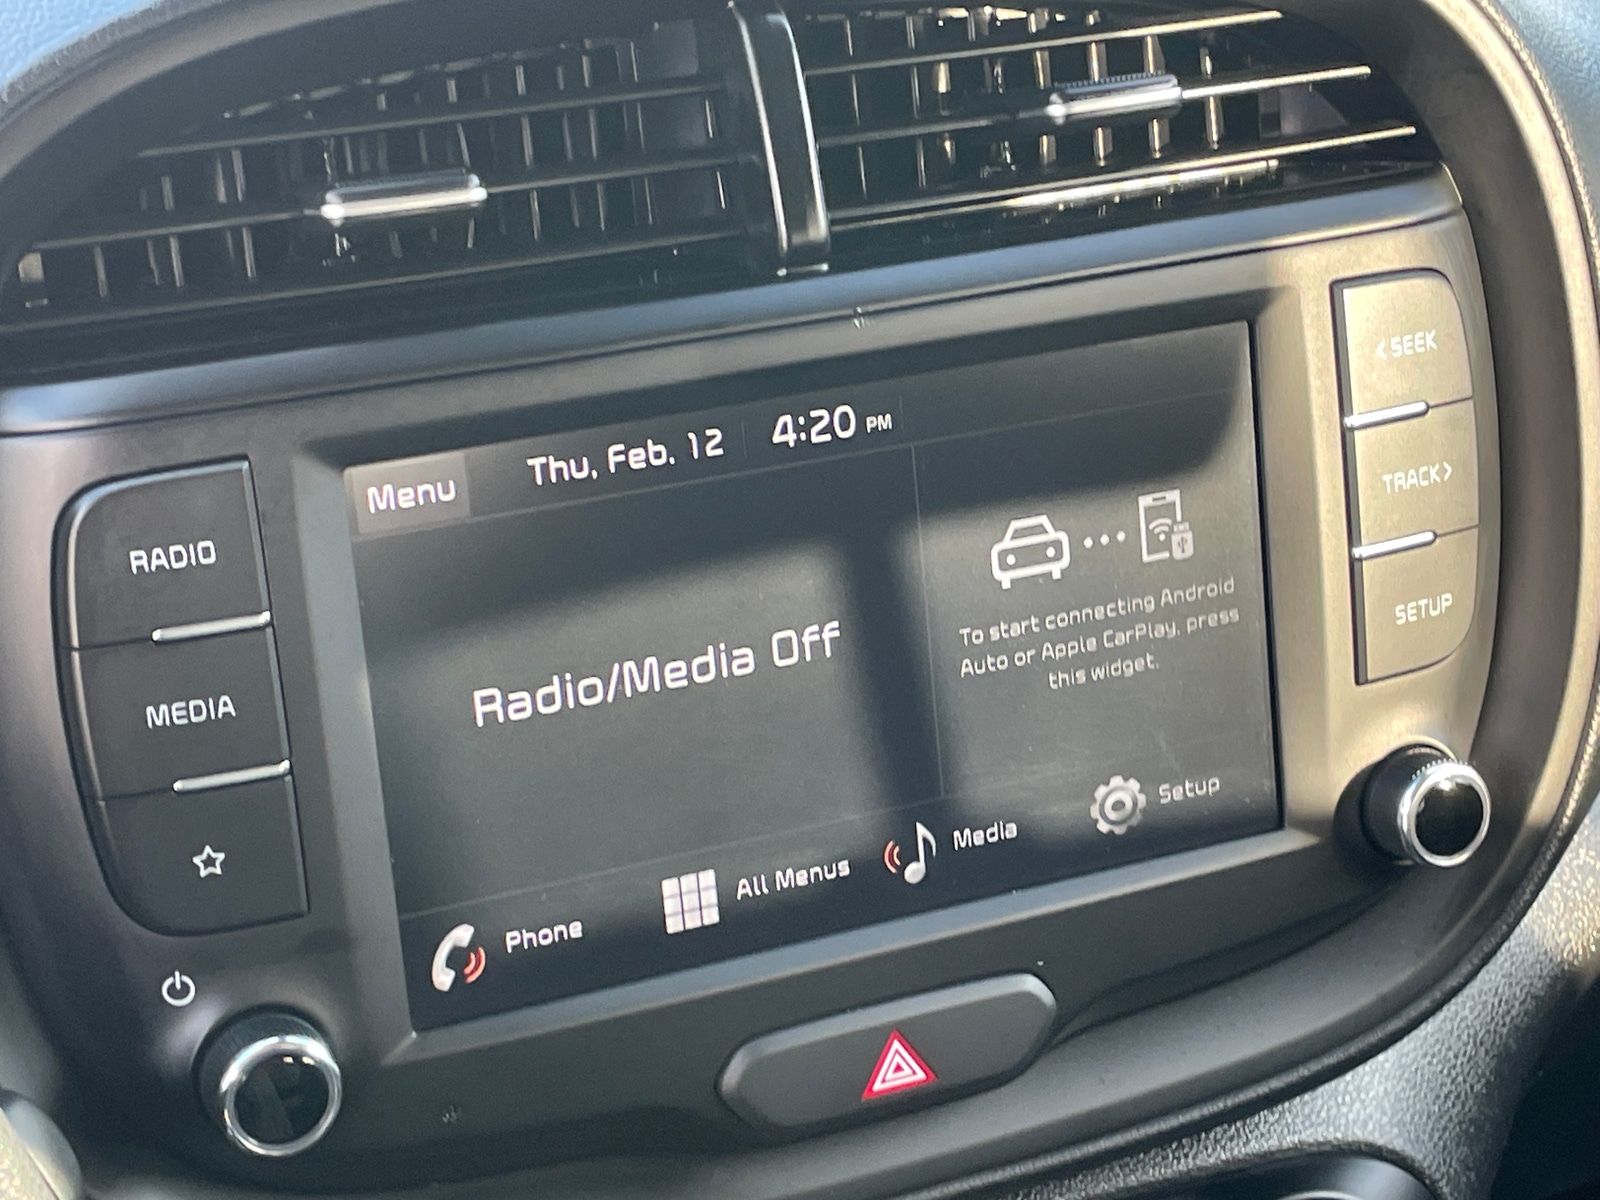 < SEEK
TRACK >
SETUP
RADIO
MEDIA
Menu
Thu, Feb. 12
4:20 PM
Radio/Media Off
To start connecting Android
Auto or Apple CarPlay, press
this widget.
Phone
All Menus
Media
Setup